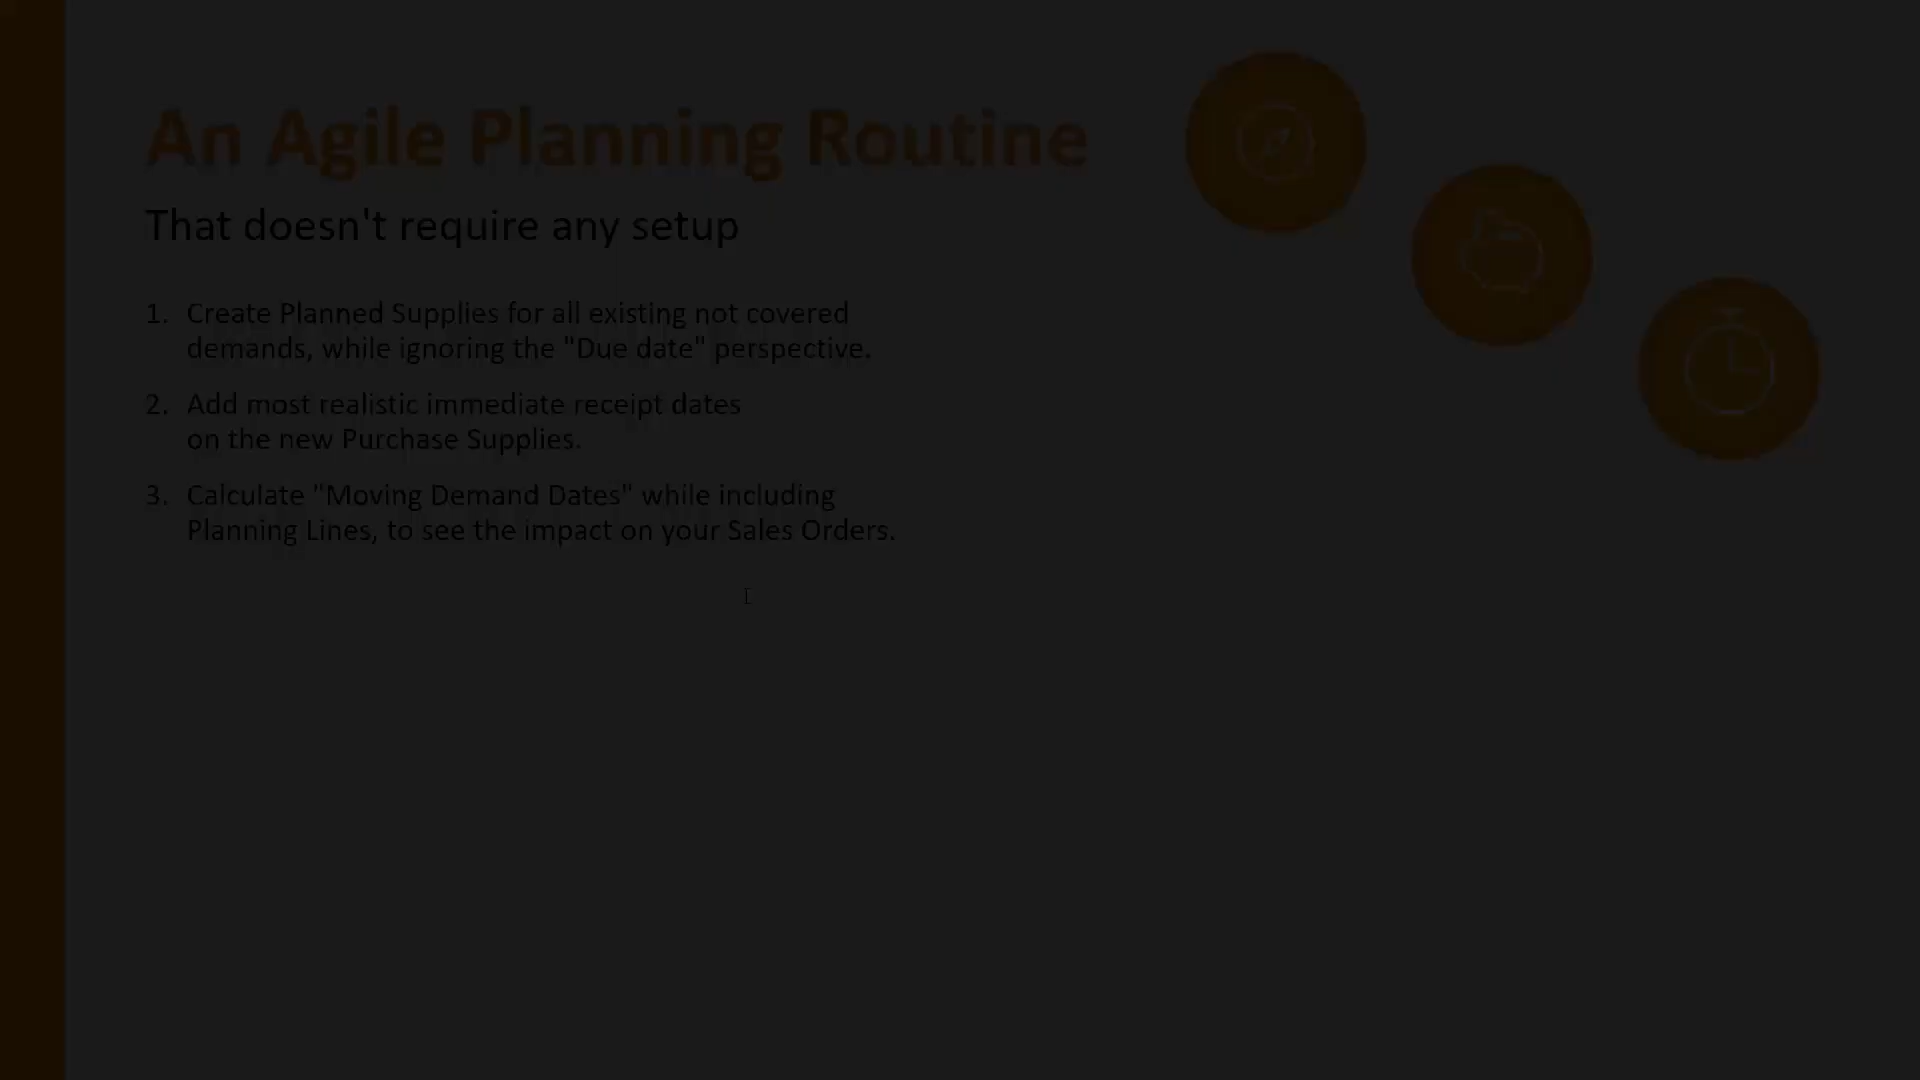 An Agile Planning Routine
That doesn't require any setup
1. Create Planned Supplies for all existing not covered
demands, while ignoring the "Due date" perspective.
2. Add most realistic immediate receipt dates
on the new Purchase Supplies.
3. Calculate "Moving Demand Dates" while including
Planning Lines, to see the impact on your Sales Orders.